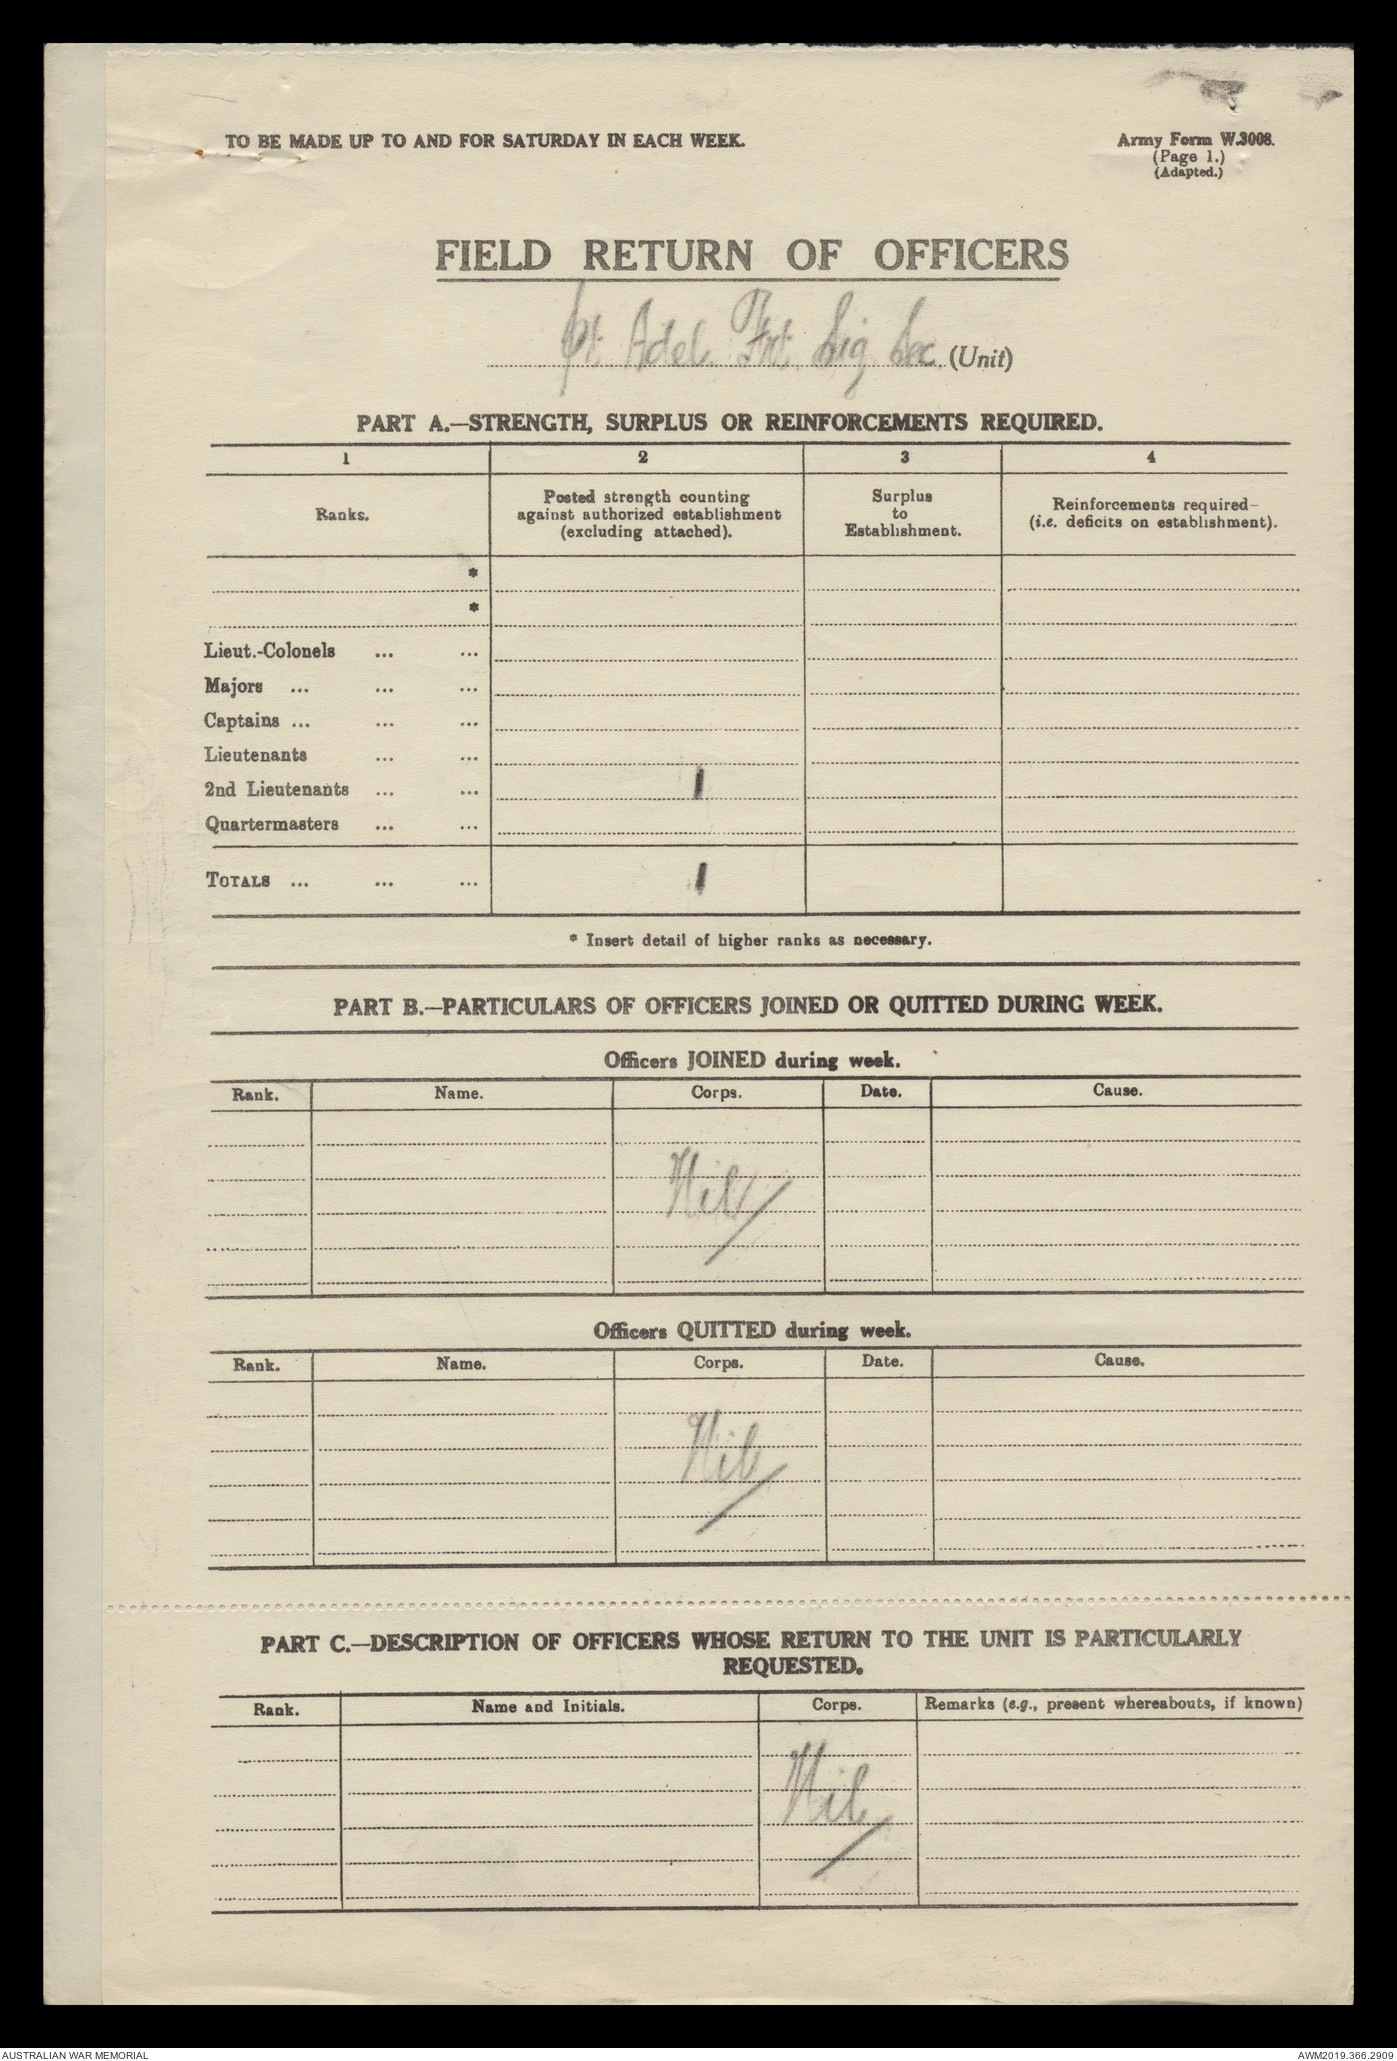 TO BE MADE UP TO AND FOR SATURDAY IN EACH WEEK.
Army Form W.3008.
(Page 1.)
(Adapted.)
FIELD RETURN OF OFFICERS
Pt Adel. Fxt. Sig Sec. (Unit)
PART A.—STRENGTH, SURPLUS OR REINFORCEMENTS REQUIRED.
1 2 3 4
Ranks.
Posted strength counting
against authorized establishment
(excluding attached).
Surplus
to
Establishment.
Reinforcements required—
(i.e. deficits on establishment).
*
*
Lieut.-Colonels ... ...
Majors ... ... ...
Captains ... ... ...
Lieutenants ... ...
2nd Lieutenants ... ... 1
Quartermasters ... ...
TOTALS ... ... ... 1
* Insert detail of higher ranks as necessary.
PART B.—PARTICULARS OF OFFICERS JOINED OR QUITTED DURING WEEK.
Officers JOINED during week.
Rank. Name. Corps. Date. Cause.
Nil
Officers QUITTED during week.
Rank. Name. Corps. Date. Cause.
Nil
PART C.—DESCRIPTION OF OFFICERS WHOSE RETURN TO THE UNIT IS PARTICULARLY
REQUESTED.
Rank. Name and Initials. Corps. Remarks (e.g., present whereabouts, if known)
Nil
AUSTRALIAN WAR MEMORIAL
AWM2019.366.2909